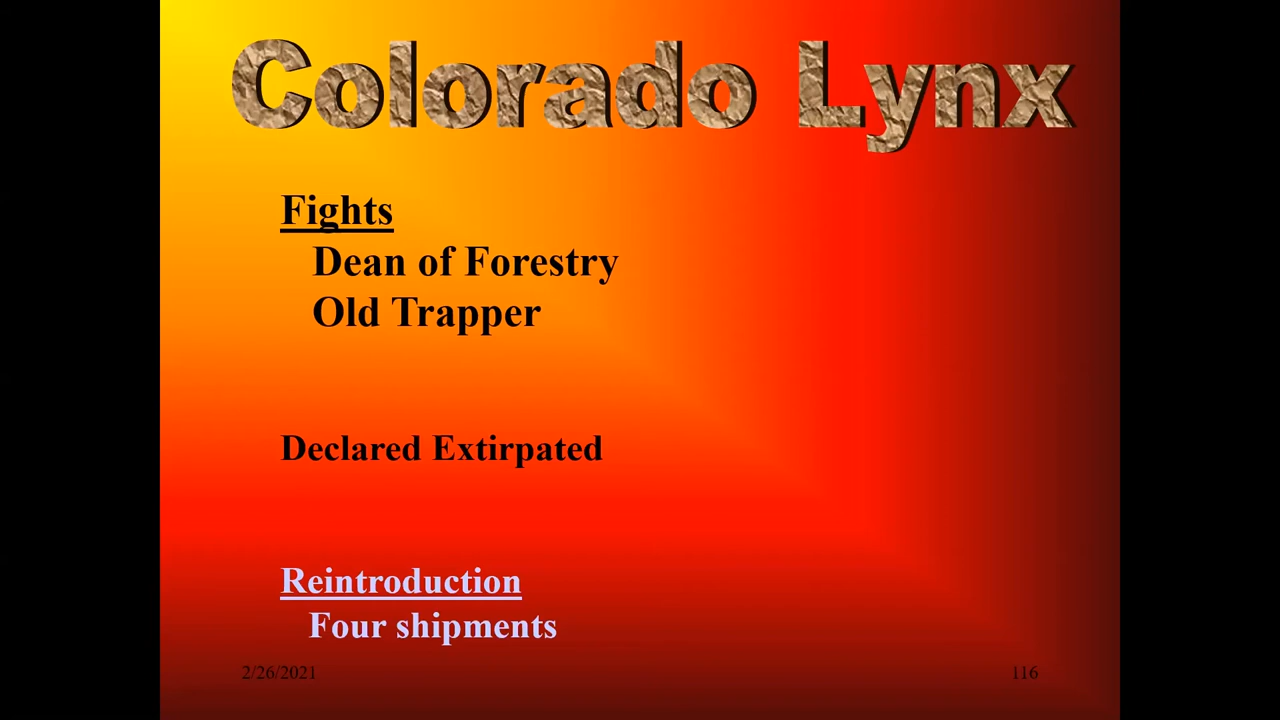 Colorado Lynx
Fights
Dean of Forestry
Old Trapper
Declared Extirpated
Reintroduction
Four shipments
2/26/2021
116